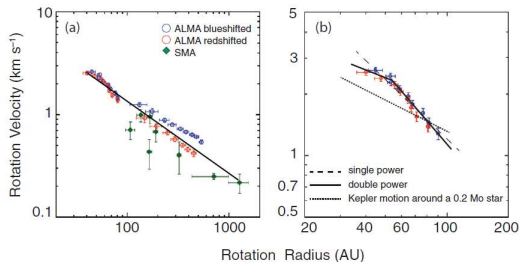 (a)
ALMA blueshifted
ALMA redshifted
SMA
10
1
0.1
100
1000
Rotation Velocity (km s⁻¹)
(b)
5
3
1
0.7
0.5
20
40
60
100
200
single power
double power
Kepler motion around a 0.2 Mo star
Rotation Radius (AU)